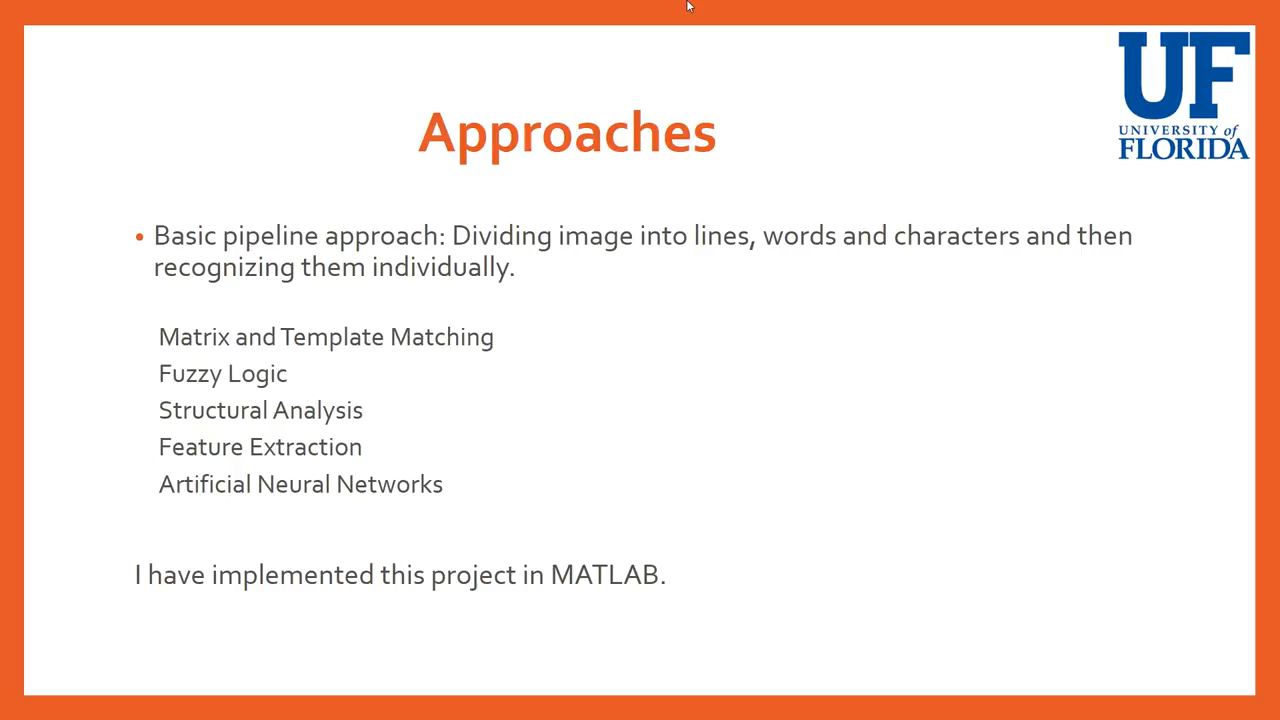 UF
UNIVERSITY of
FLORIDA
Approaches
• Basic pipeline approach: Dividing image into lines, words and characters and then
recognizing them individually.
Matrix and Template Matching
Fuzzy Logic
Structural Analysis
Feature Extraction
Artificial Neural Networks
I have implemented this project in MATLAB.